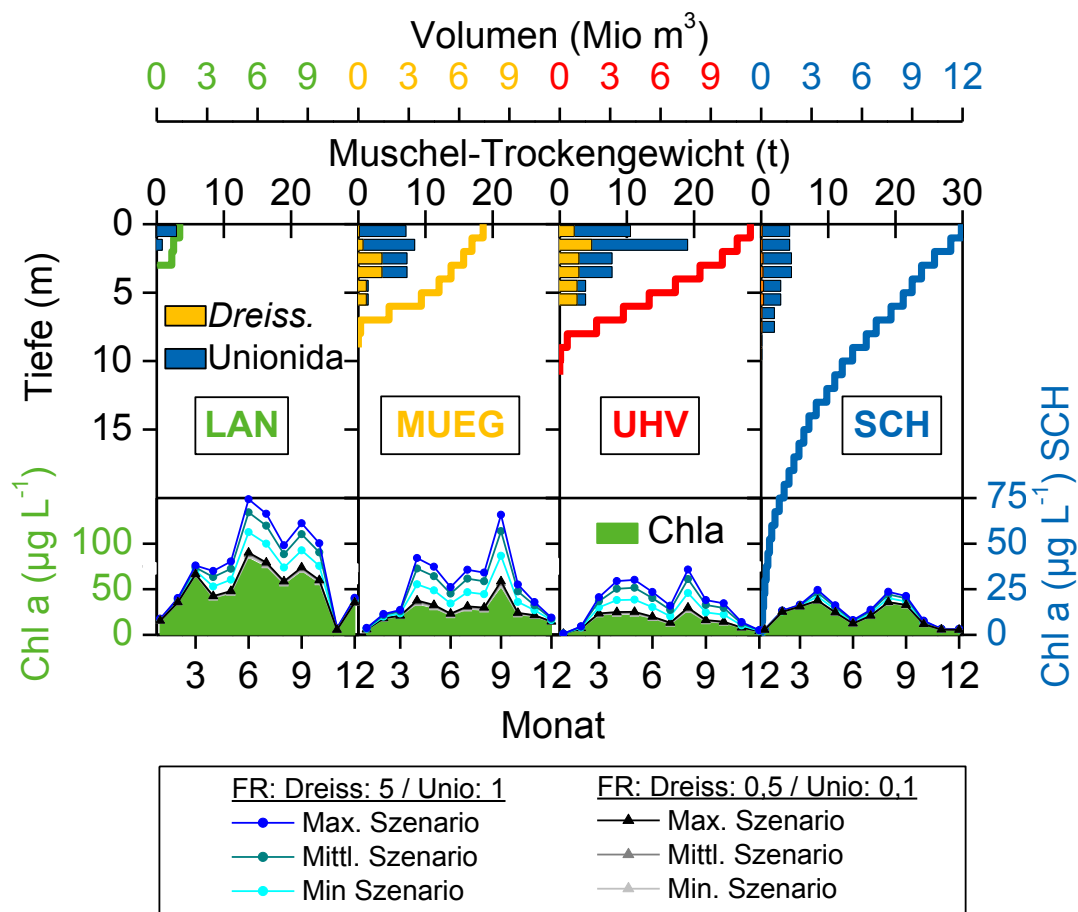 Volumen (Mio m³)
0 3 6 9 0 3 6 9 0 3 6 9 0 3 6 9 12
Muschel-Trockengewicht (t)
0 10 20 0 10 20 0 10 20 0 10 20 30
Tiefe (m)
0
5
10
15
Dreiss.
Unionida
LAN
MUEG
UHV
SCH
Chl a (µg L⁻¹)
100
50
0
Chla
Chl a (µg L⁻¹) SCH
75
50
25
0
3 6 9 12 3 6 9 12 3 6 9 12 3 6 9 12
Monat
FR: Dreiss: 5 / Unio: 1
Max. Szenario
Mittl. Szenario
Min Szenario
FR: Dreiss: 0,5 / Unio: 0,1
Max. Szenario
Mittl. Szenario
Min. Szenario